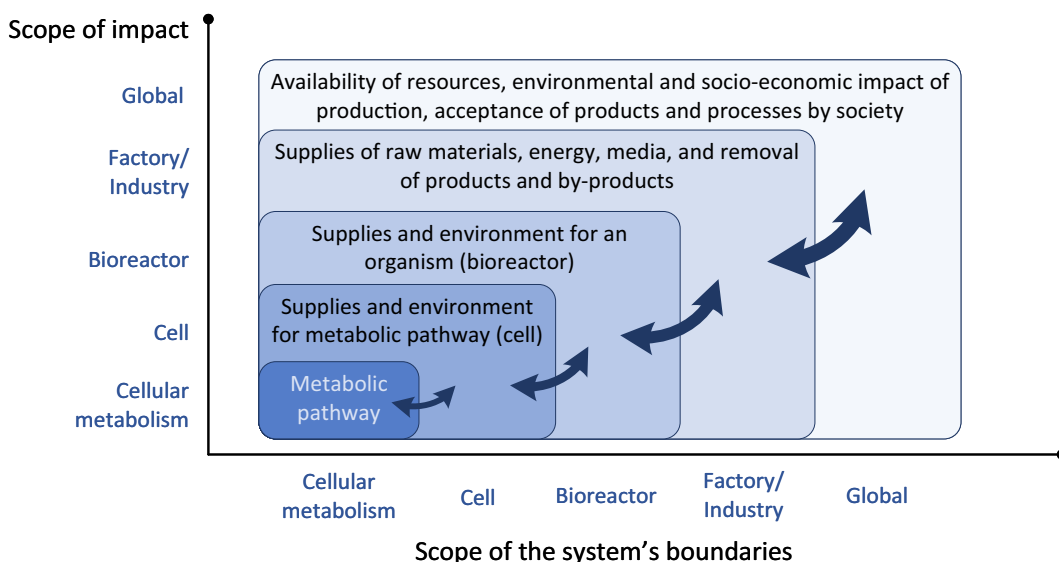 Scope of impact
Global
Factory/
Industry
Bioreactor
Cell
Cellular
metabolism
Availability of resources, environmental and socio-economic impact of
production, acceptance of products and processes by society
Supplies of raw materials, energy, media, and removal
of products and by-products
Supplies and environment for an
organism (bioreactor)
Supplies and environment
for metabolic pathway (cell)
Metabolic
pathway
Cellular
metabolism
Cell
Bioreactor
Factory/
Industry
Global
Scope of the system’s boundaries